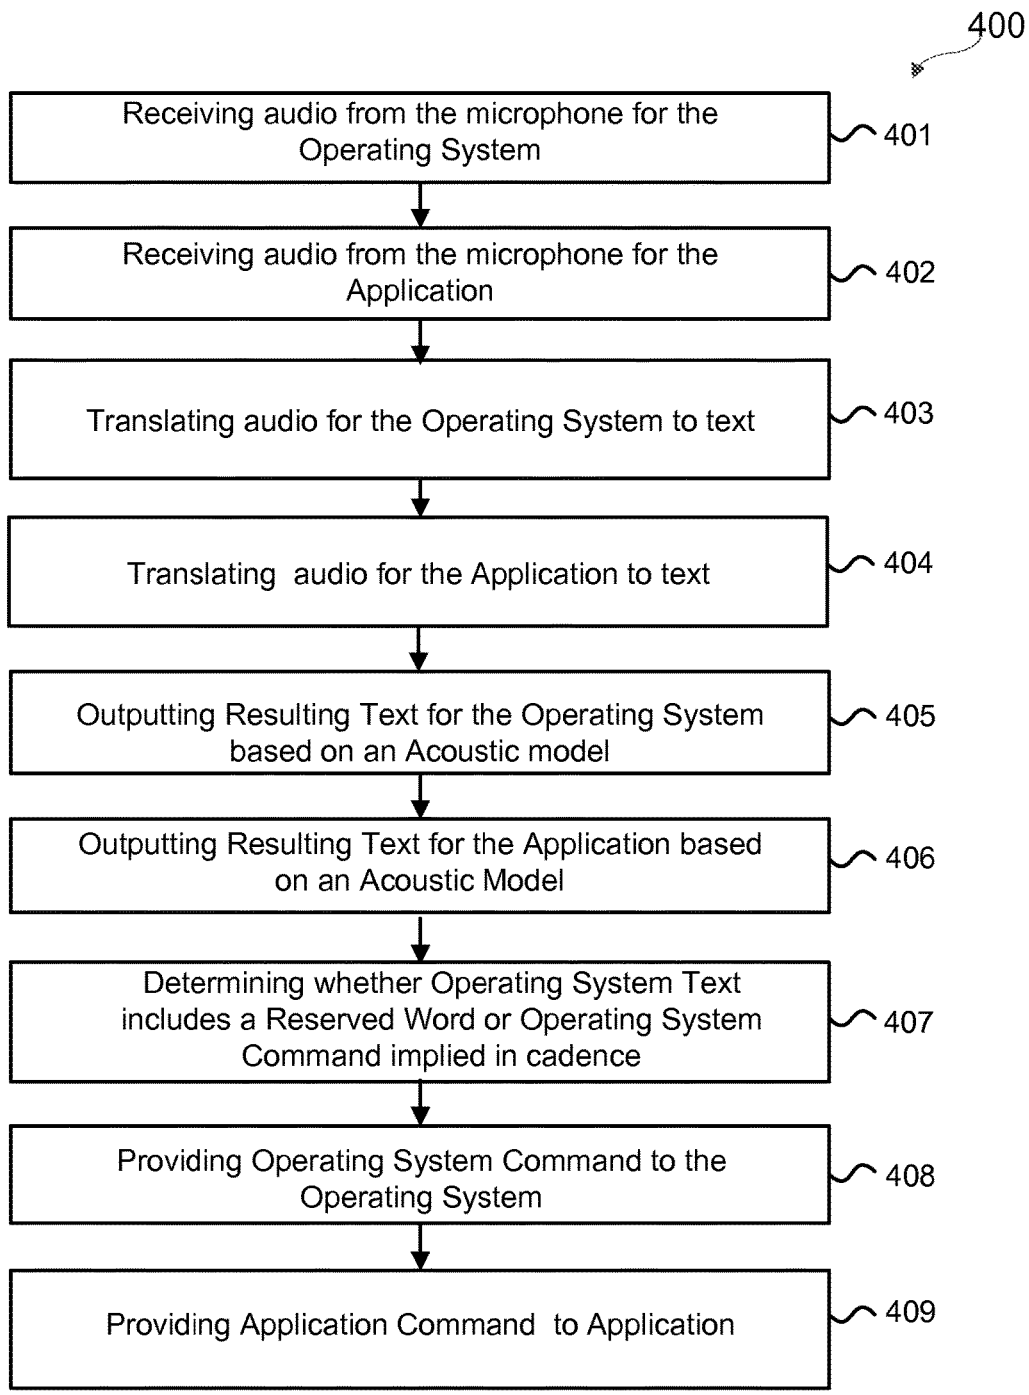 400
Receiving audio from the microphone for the
Operating System
401
Receiving audio from the microphone for the
Application
402
Translating audio for the Operating System to text
403
Translating audio for the Application to text
404
Outputting Resulting Text for the Operating System
based on an Acoustic model
405
Outputting Resulting Text for the Application based
on an Acoustic Model
406
Determining whether Operating System Text
includes a Reserved Word or Operating System
Command implied in cadence
407
Providing Operating System Command to the
Operating System
408
Providing Application Command to Application
409